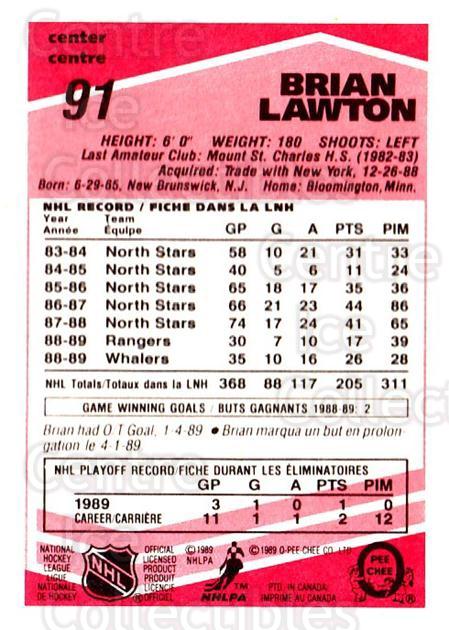 center
centre
91
BRIAN
LAWTON
HEIGHT: 6' 0" WEIGHT: 180 SHOOTS: LEFT
Last Amateur Club: Mount St. Charles H.S. (1982-83)
Acquired: Trade with New York, 12-26-88
Born: 6-29-65, New Brunswick, N.J. Home: Bloomington, Minn.
NHL RECORD / FICHE DANS LA LNH
Year Team
Année Équipe GP G A PTS PIM
83-84 North Stars 58 10 21 31 33
84-85 North Stars 40 5 6 11 24
85-86 North Stars 65 18 17 35 36
86-87 North Stars 66 21 23 44 86
87-88 North Stars 74 17 24 41 65
88-89 Rangers 30 7 10 17 39
88-89 Whalers 35 10 16 26 28
NHL Totals/Totaux dans la LNH 368 88 117 205 311
GAME WINNING GOALS / BUTS GAGNANTS 1988-89: 2
Brian had O.T. Goal, 1-4-89 ● Brian marqua un but en prolon-
gation le 4-1-89.
NHL PLAYOFF RECORD/FICHE DURANT LES ÉLIMINATOIRES
GP G A PTS PIM
1989 3 1 0 1 0
CAREER/CARRIÈRE 11 1 1 2 12
NATIONAL
HOCKEY
LEAGUE
LIGUE
NATIONALE
DE HOCKEY
NHL
OFFICIAL
LICENSED
PRODUCT
PRODUIT
LICENCIÉ
OFFICIEL
®
© 1989
NHLPA
TM
NHLPA
© 1989 O-PEE CHEE CO. LTD.
PTD. IN CANADA
IMPRIMÉ AU CANADA
O
PEE
CHEE
®
Centre
Ice
Collectibles